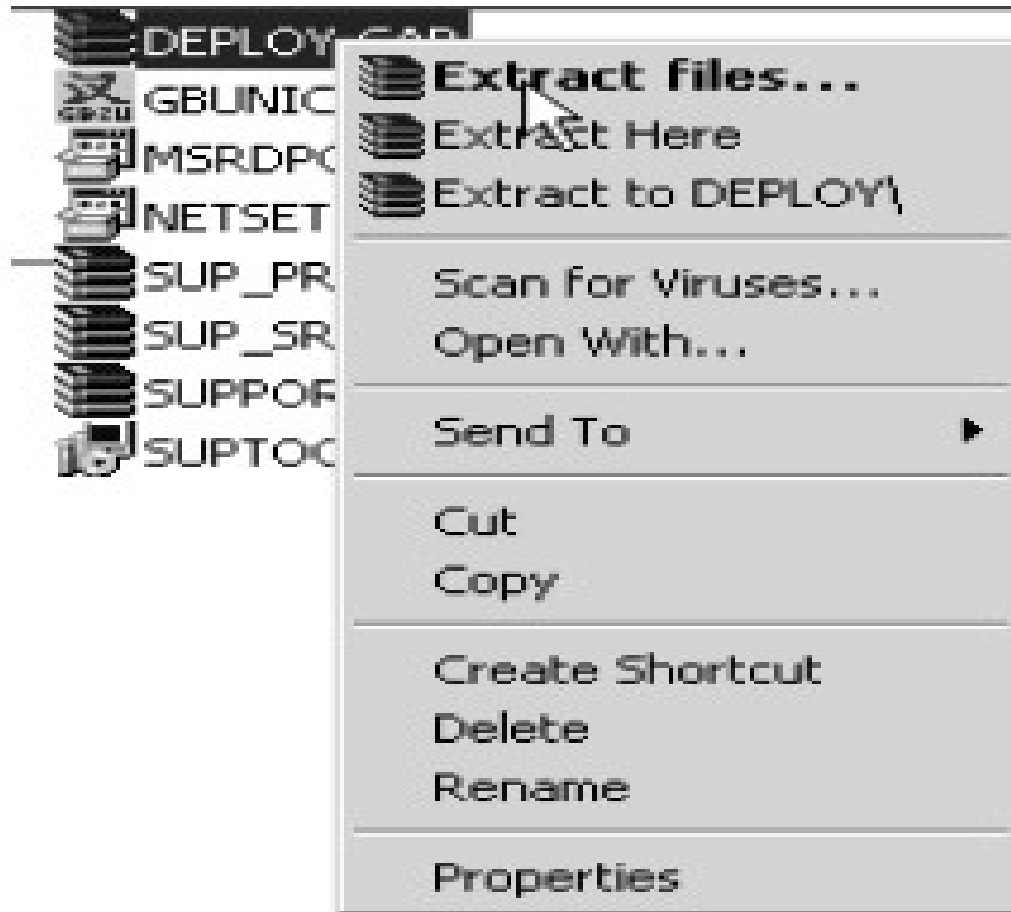 DEPLOY.CAB
GBUNIC
MSRDPC
NETSET
SUP_PR
SUP_SR
SUPPOR
SUPTOO
Extract files...
Extract Here
Extract to DEPLOY\
Scan for Viruses...
Open With...
Send To
Cut
Copy
Create Shortcut
Delete
Rename
Properties